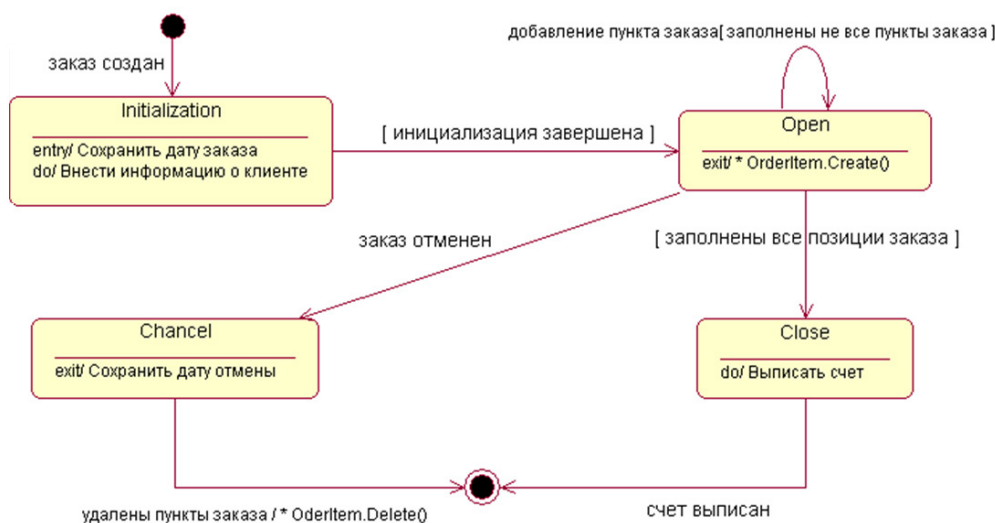 добавление пункта заказа[ заполнены не все пункты заказа ]
заказ создан
Initialization
entry/ Сохранить дату заказа
do/ Внести информацию о клиенте
[ инициализация завершена ]
Open
exit/ * OrderItem.Create()
заказ отменен
[ заполнены все позиции заказа ]
Chancel
exit/ Сохранить дату отмены
Close
do/ Выписать счет
удалены пункты заказа / * OderItem.Delete()
счет выписан